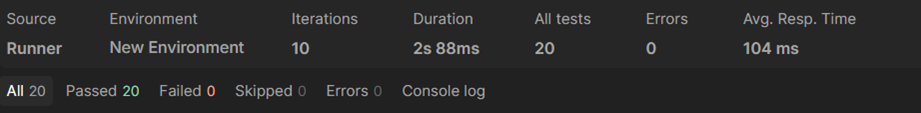 Source Environment Iterations Duration All tests Errors Avg. Resp. Time
Runner New Environment 10 2s 88ms 20 0 104 ms
All 20 Passed 20 Failed 0 Skipped 0 Errors 0 Console log